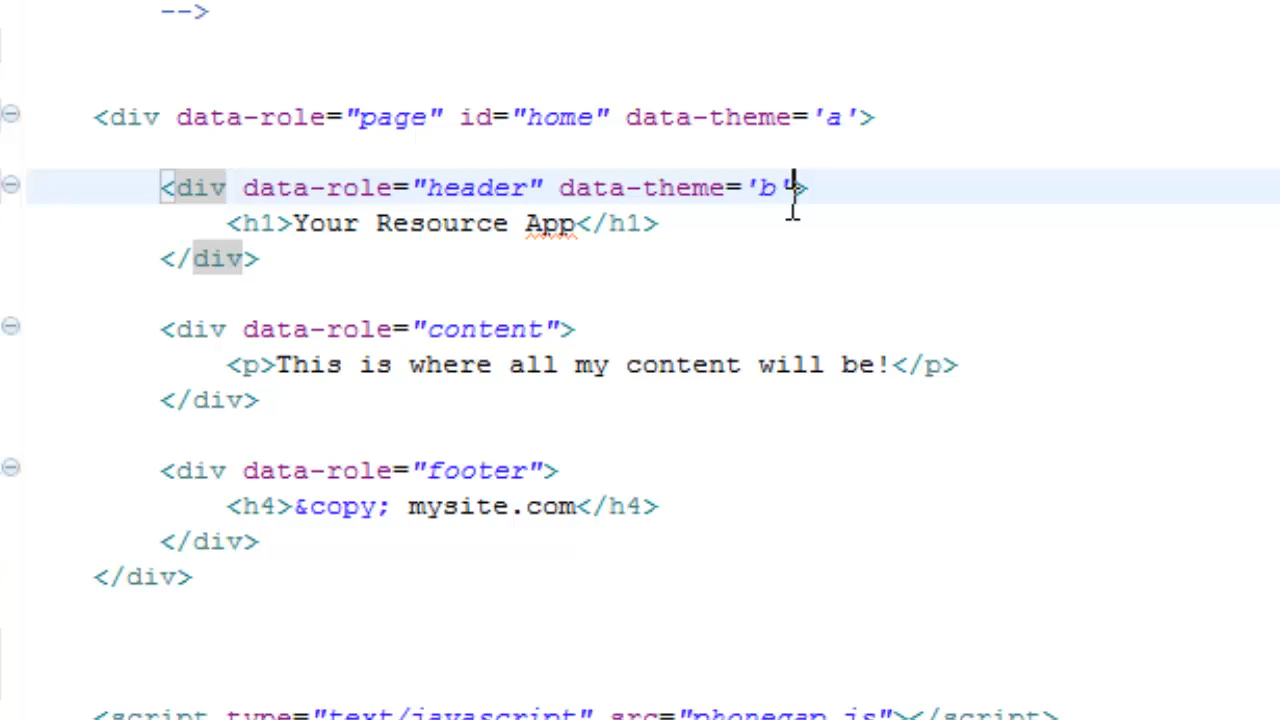 -->
<div data-role="page" id="home" data-theme='a'>
<div data-role="header" data-theme='b'>
<h1>Your Resource App</h1>
</div>
<div data-role="content">
<p>This is where all my content will be!</p>
</div>
<div data-role="footer">
<h4>&copy; mysite.com</h4>
</div>
</div>
<script type="text/javascript" src="phonegap.js"></script>